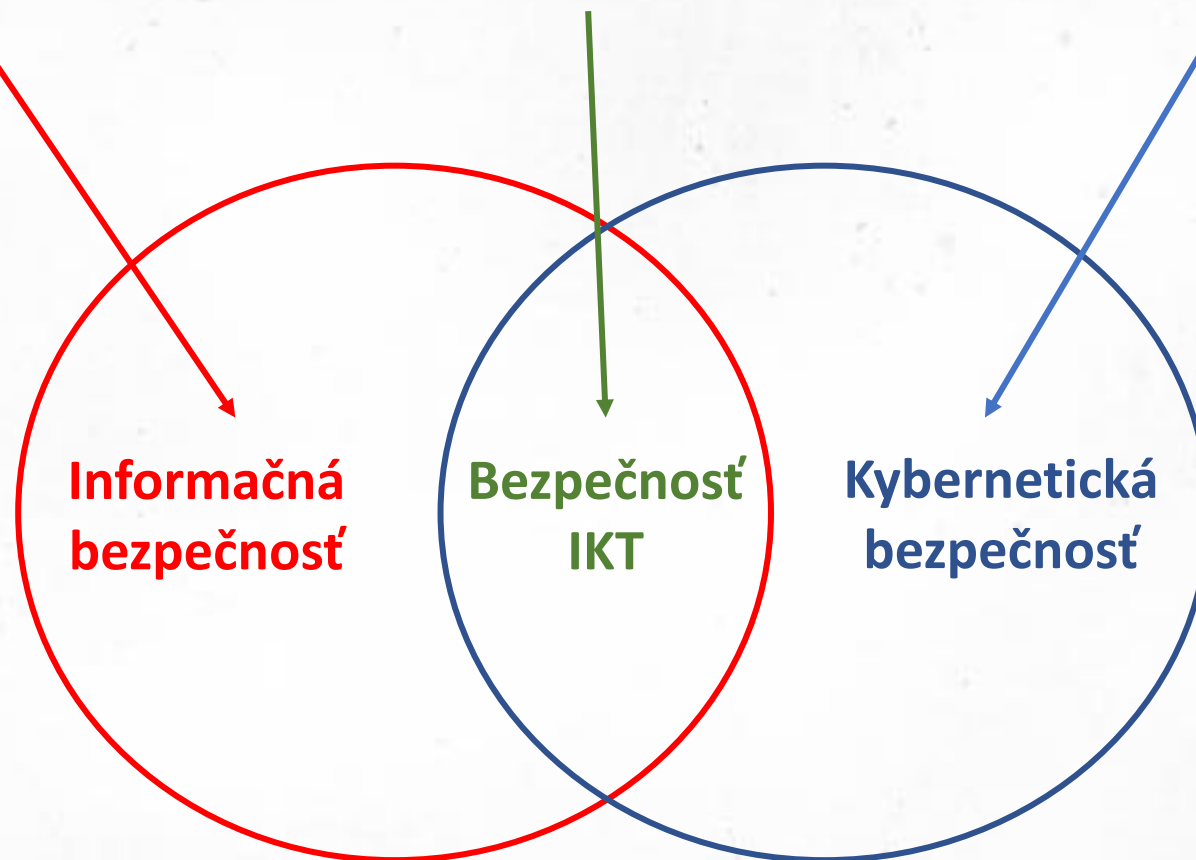 Informačná
bezpečnosť
Bezpečnosť
IKT
Kybernetická
bezpečnosť